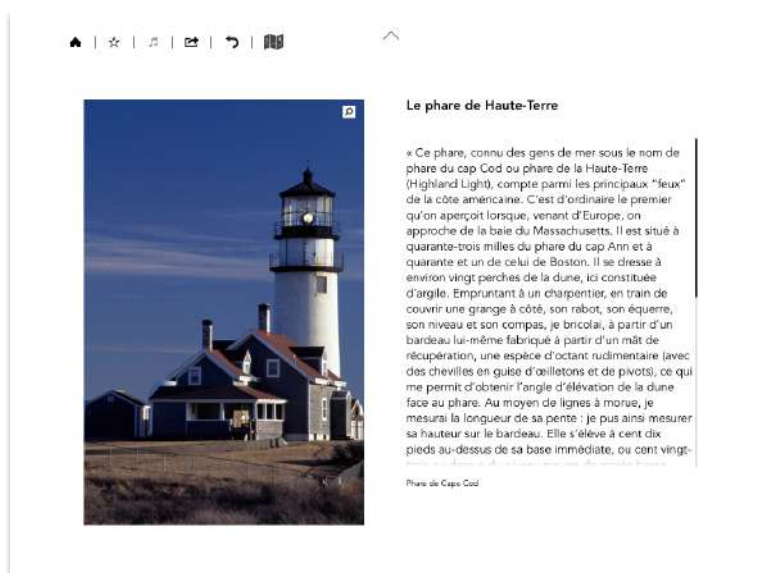 Le phare de Haute-Terre
« Ce phare, connu des gens de mer sous le nom de
phare du cap Cod ou phare de la Haute-Terre
(Highland Light), compte parmi les principaux "feux"
de la côte américaine. C'est d'ordinaire le premier
qu'on aperçoit lorsque, venant d'Europe, on
approche de la baie du Massachusetts. Il est situé à
quarante-trois milles du phare du cap Ann et à
quarante et un de celui de Boston. Il se dresse à
environ vingt perches de la dune, ici constituée
d'argile. Empruntant à un charpentier, en train de
couvrir une grange à côté, son rabot, son équerre,
son niveau et son compas, je bricolai, à partir d'un
bardeau lui-même fabriqué à partir d'un mât de
récupération, une espèce d'octant rudimentaire (avec
des chevilles en guise d'œilletons et de pivots), ce qui
me permit d'obtenir l'angle d'élévation de la dune
face au phare. Au moyen de lignes à morue, je
mesurai la longueur de sa pente : je pus ainsi mesurer
sa hauteur sur le bardeau. Elle s'élève à cent dix
pieds au-dessus de sa base immédiate, ou cent vingt-
Phare de Cape Cod